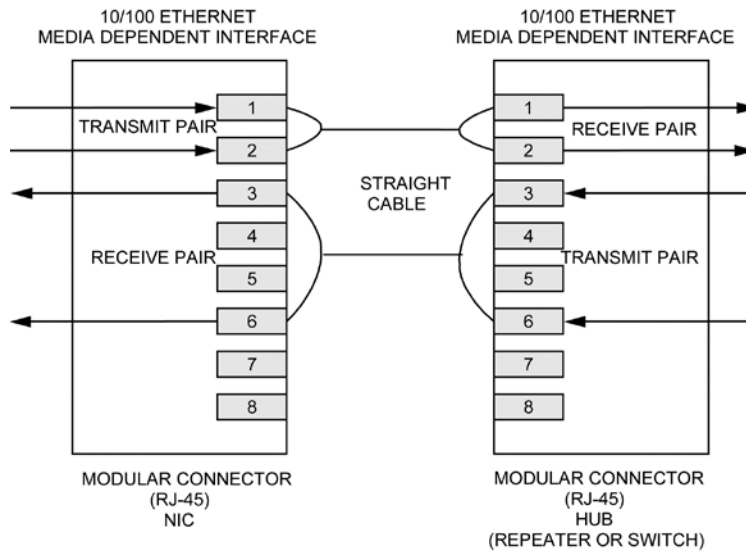 10/100 ETHERNET
MEDIA DEPENDENT INTERFACE
10/100 ETHERNET
MEDIA DEPENDENT INTERFACE
1
TRANSMIT PAIR
2
3
4
RECEIVE PAIR
5
6
7
8
STRAIGHT
CABLE
1
RECEIVE PAIR
2
3
4
TRANSMIT PAIR
5
6
7
8
MODULAR CONNECTOR
(RJ-45)
NIC
MODULAR CONNECTOR
(RJ-45)
HUB
(REPEATER OR SWITCH)